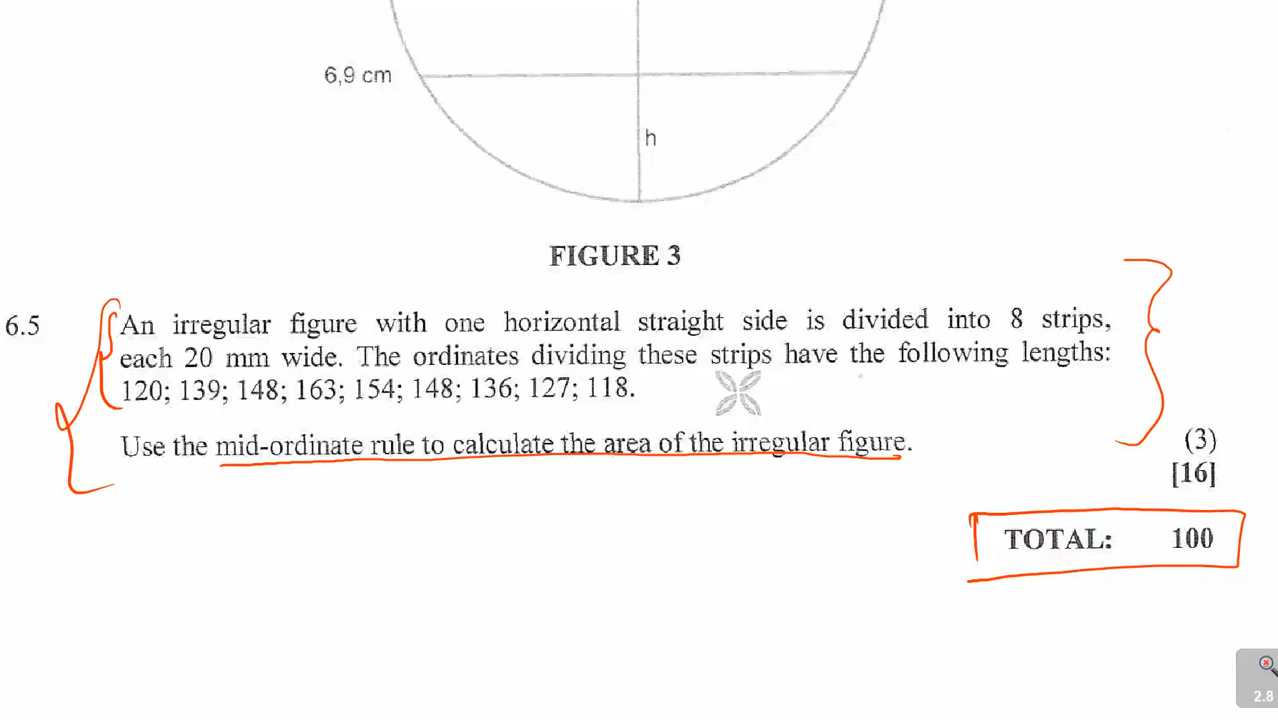 6,9 cm
h
FIGURE 3
6.5 An irregular figure with one horizontal straight side is divided into 8 strips,
each 20 mm wide. The ordinates dividing these strips have the following lengths:
120; 139; 148; 163; 154; 148; 136; 127; 118.
Use the mid-ordinate rule to calculate the area of the irregular figure.
(3)
[16]
TOTAL: 100
2.8